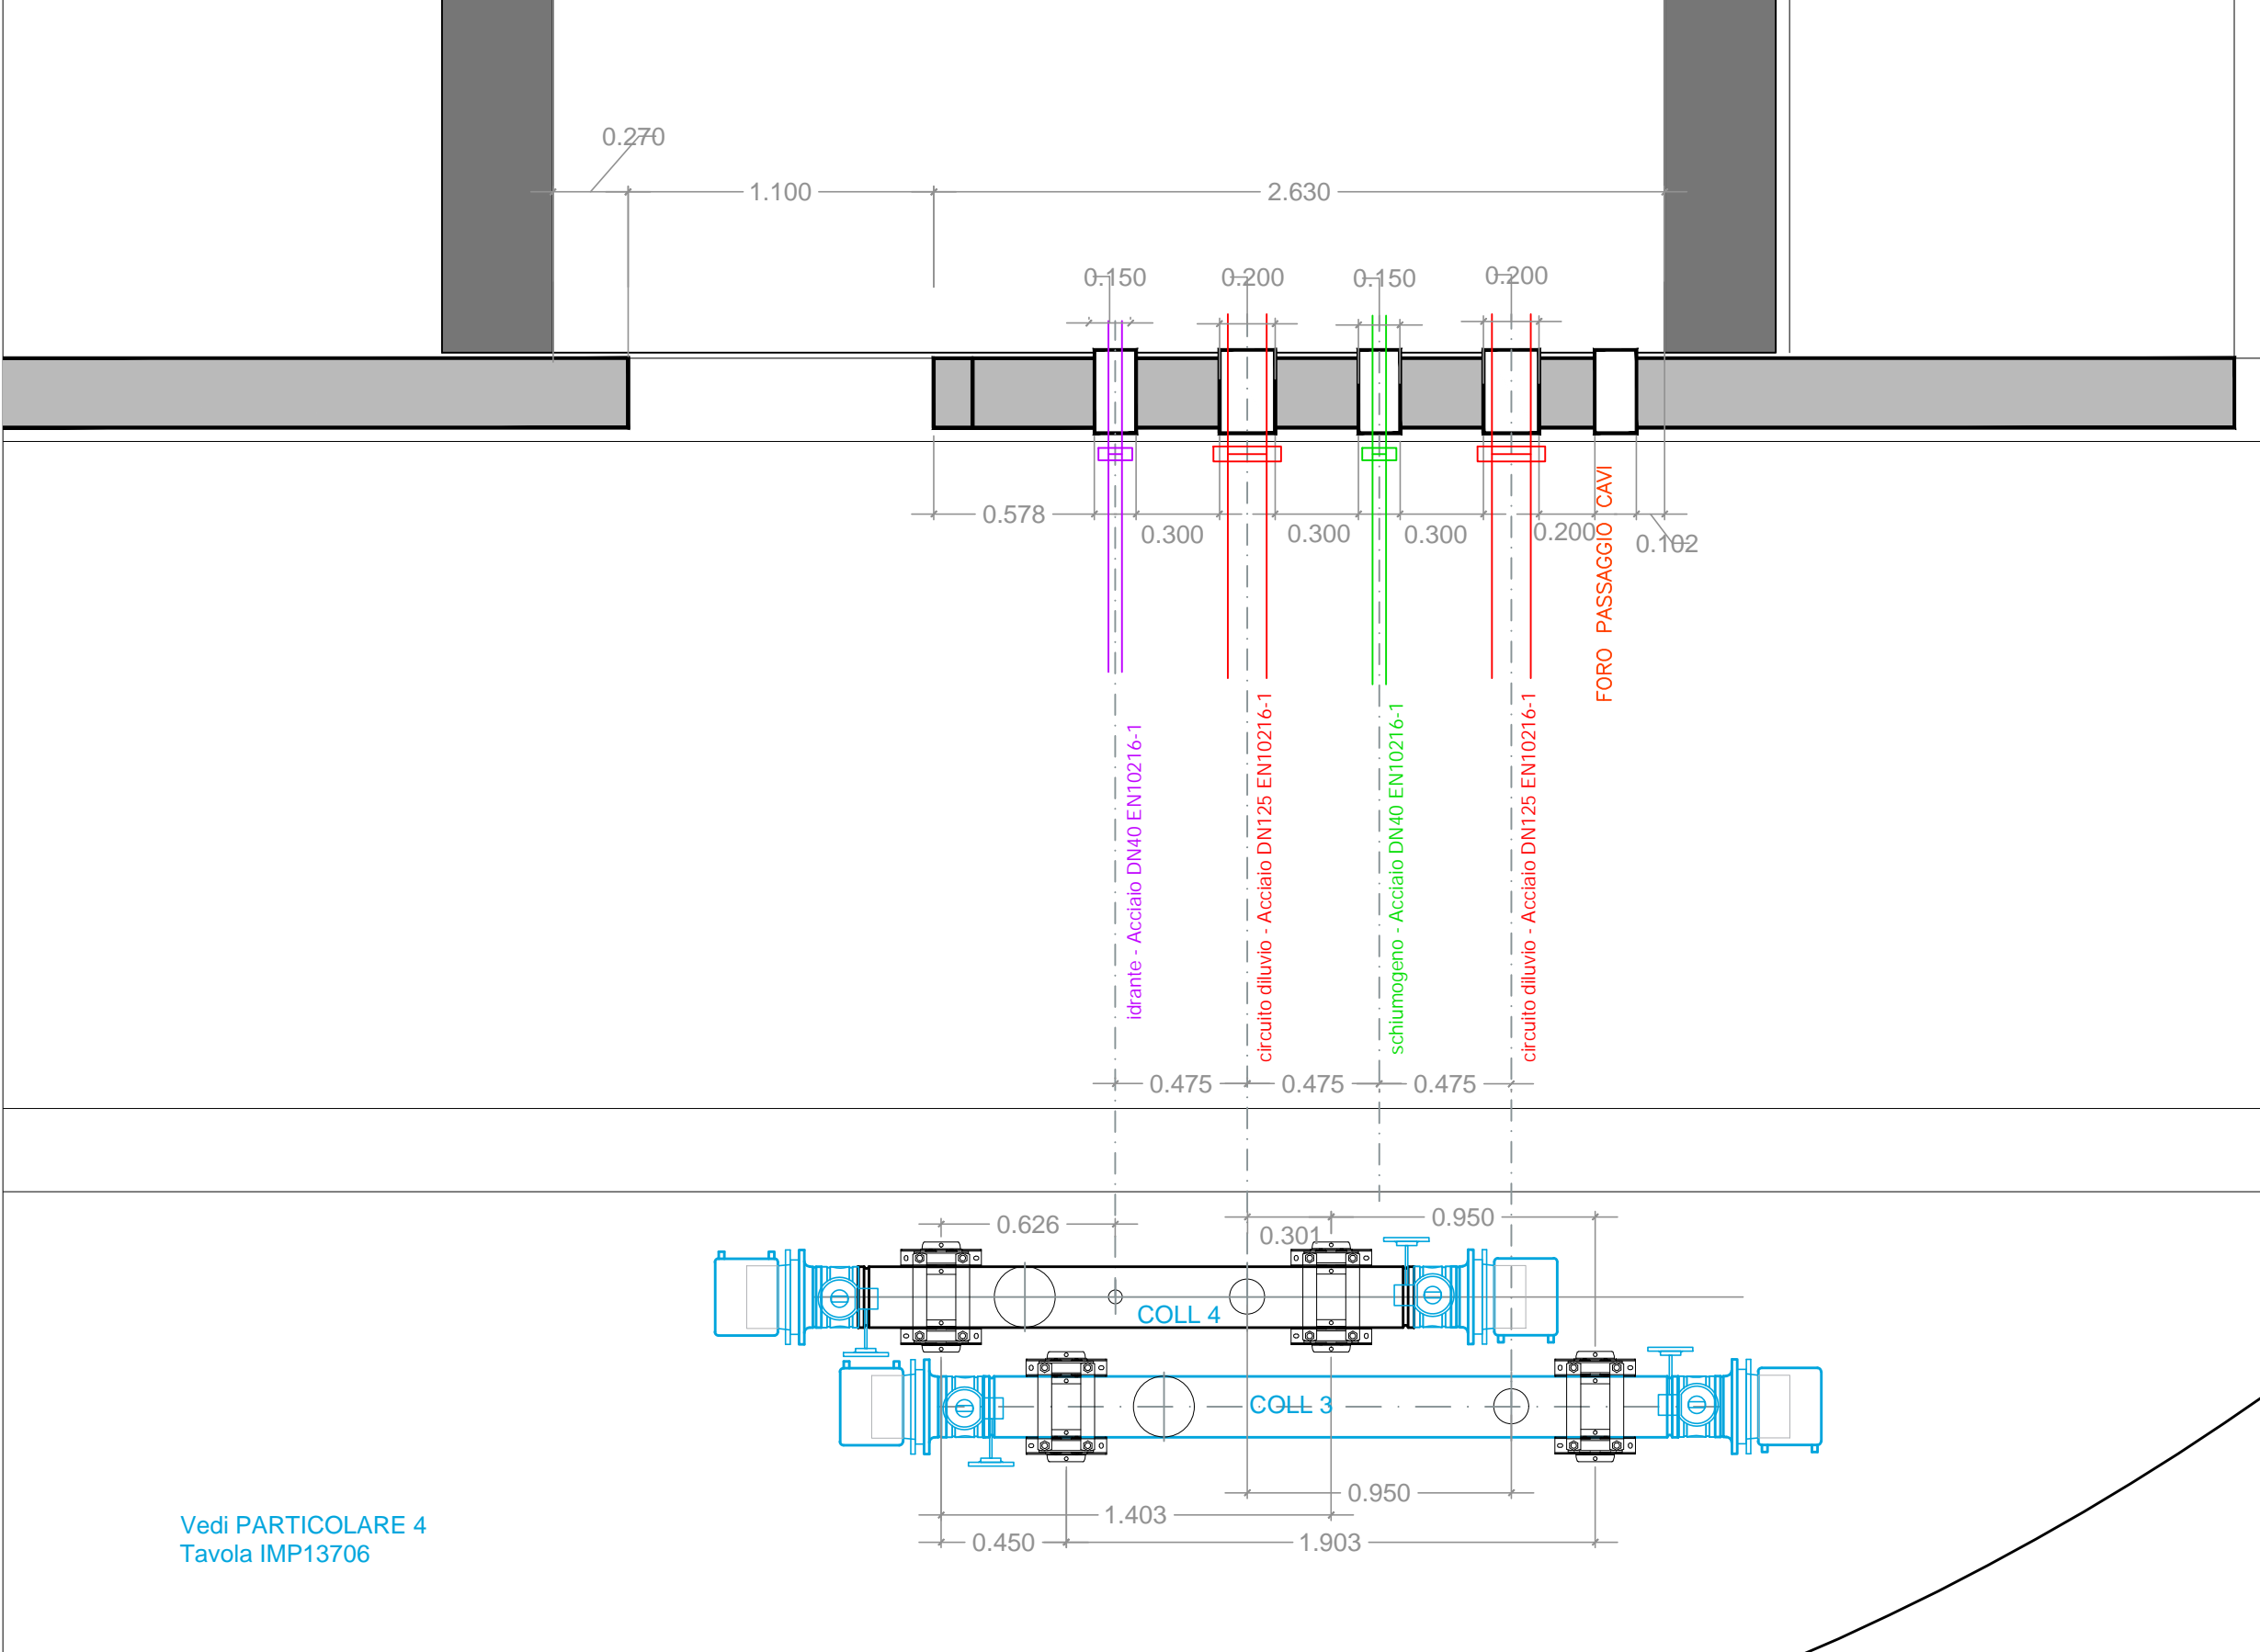 0.270
1.100
2.630
0.150
0.200
0.150
0.200
0.578
0.300
0.300
0.300
0.200
0.102
FORO PASSAGGIO CAVI
idrante - Acciaio DN40 EN10216-1
circuito diluvio - Acciaio DN125 EN10216-1
schiumogeno - Acciaio DN40 EN10216-1
circuito diluvio - Acciaio DN125 EN10216-1
0.475
0.475
0.475
0.626
0.301
0.950
COLL 4
COLL 3
0.950
1.403
0.450
1.903
Vedi PARTICOLARE 4
Tavola IMP13706